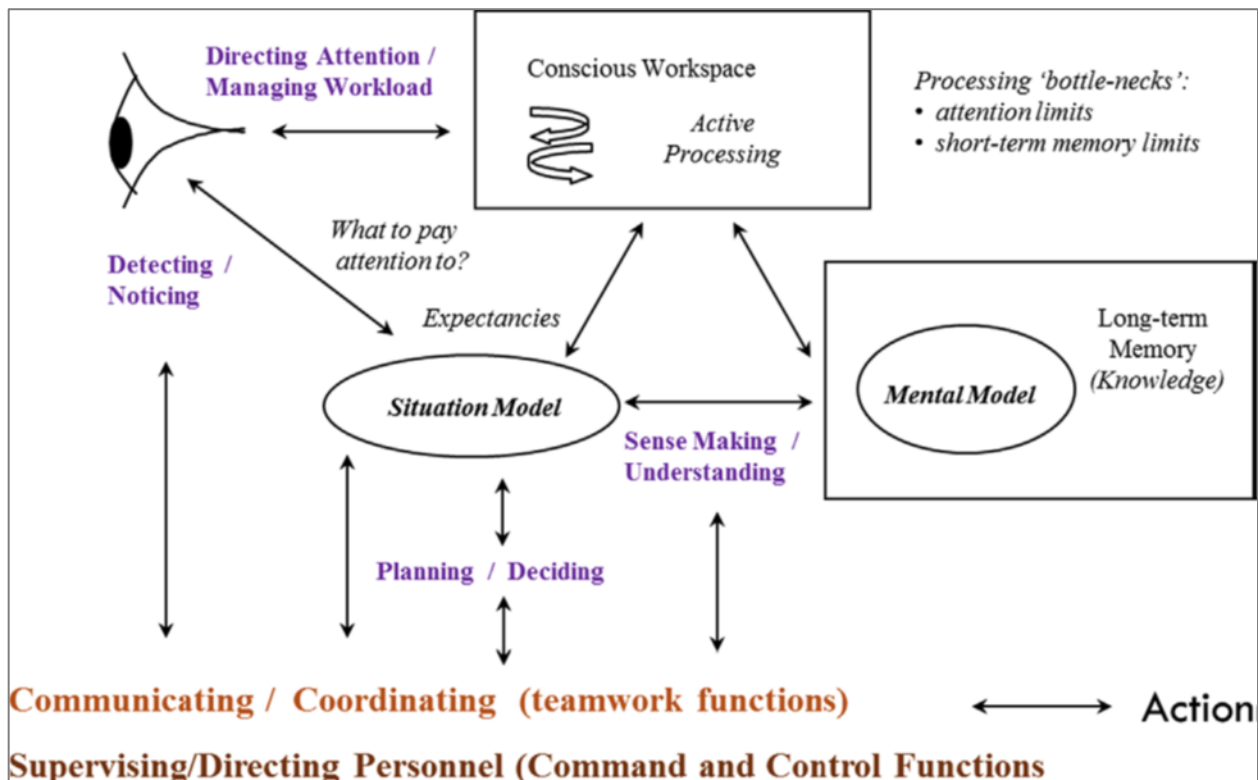 Directing Attention /
Managing Workload
Conscious Workspace
Active
Processing
Processing ‘bottle-necks’:
• attention limits
• short-term memory limits
What to pay
attention to?
Detecting /
Noticing
Expectancies
Situation Model
Long-term
Memory
(Knowledge)
Mental Model
Sense Making /
Understanding
Planning / Deciding
Communicating / Coordinating (teamwork functions)
Action
Supervising/Directing Personnel (Command and Control Functions